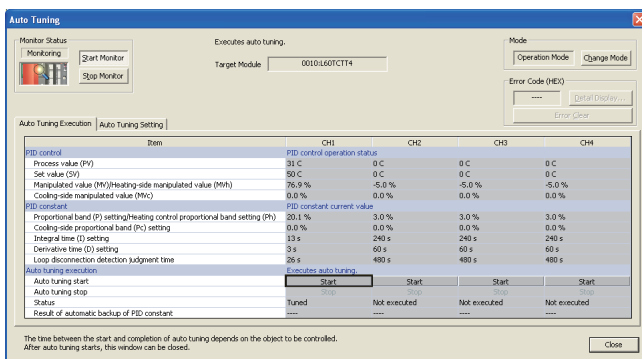 Auto Tuning
Monitor Status
Monitoring
Start Monitor
Stop Monitor
Executes auto tuning.
Target Module 0010:L60TCTT4
Mode
Operation Mode Change Mode
Error Code (HEX)
---- Detail Display...
Error Clear
Auto Tuning Execution Auto Tuning Setting
Item CH1 CH2 CH3 CH4
PID control PID control operation status
Process value (PV) 31 C 0 C 0 C 0 C
Set value (SV) 50 C 0 C 0 C 0 C
Manipulated value (MV)/Heating-side manipulated value (MVh) 76.9 % -5.0 % -5.0 % -5.0 %
Cooling-side manipulated value (MVc) 0.0 % 0.0 % 0.0 % 0.0 %
PID constant PID constant current value
Proportional band (P) setting/Heating control proportional band setting (Ph) 20.1 % 3.0 % 3.0 % 3.0 %
Cooling-side proportional band (Pc) setting 0.0 % 0.0 % 0.0 % 0.0 %
Integral time (I) setting 13 s 240 s 240 s 240 s
Derivative time (D) setting 3 s 60 s 60 s 60 s
Loop disconnection detection judgment time 26 s 480 s 480 s 480 s
Auto tuning execution Executes auto tuning.
Auto tuning start Start Start Start Start
Auto tuning stop Stop Stop Stop Stop
Status Tuned Not executed Not executed Not executed
Result of automatic backup of PID constant ---- ---- ---- ----
The time between the start and completion of auto tuning depends on the object to be controlled.
After auto tuning starts, this window can be closed.
Close